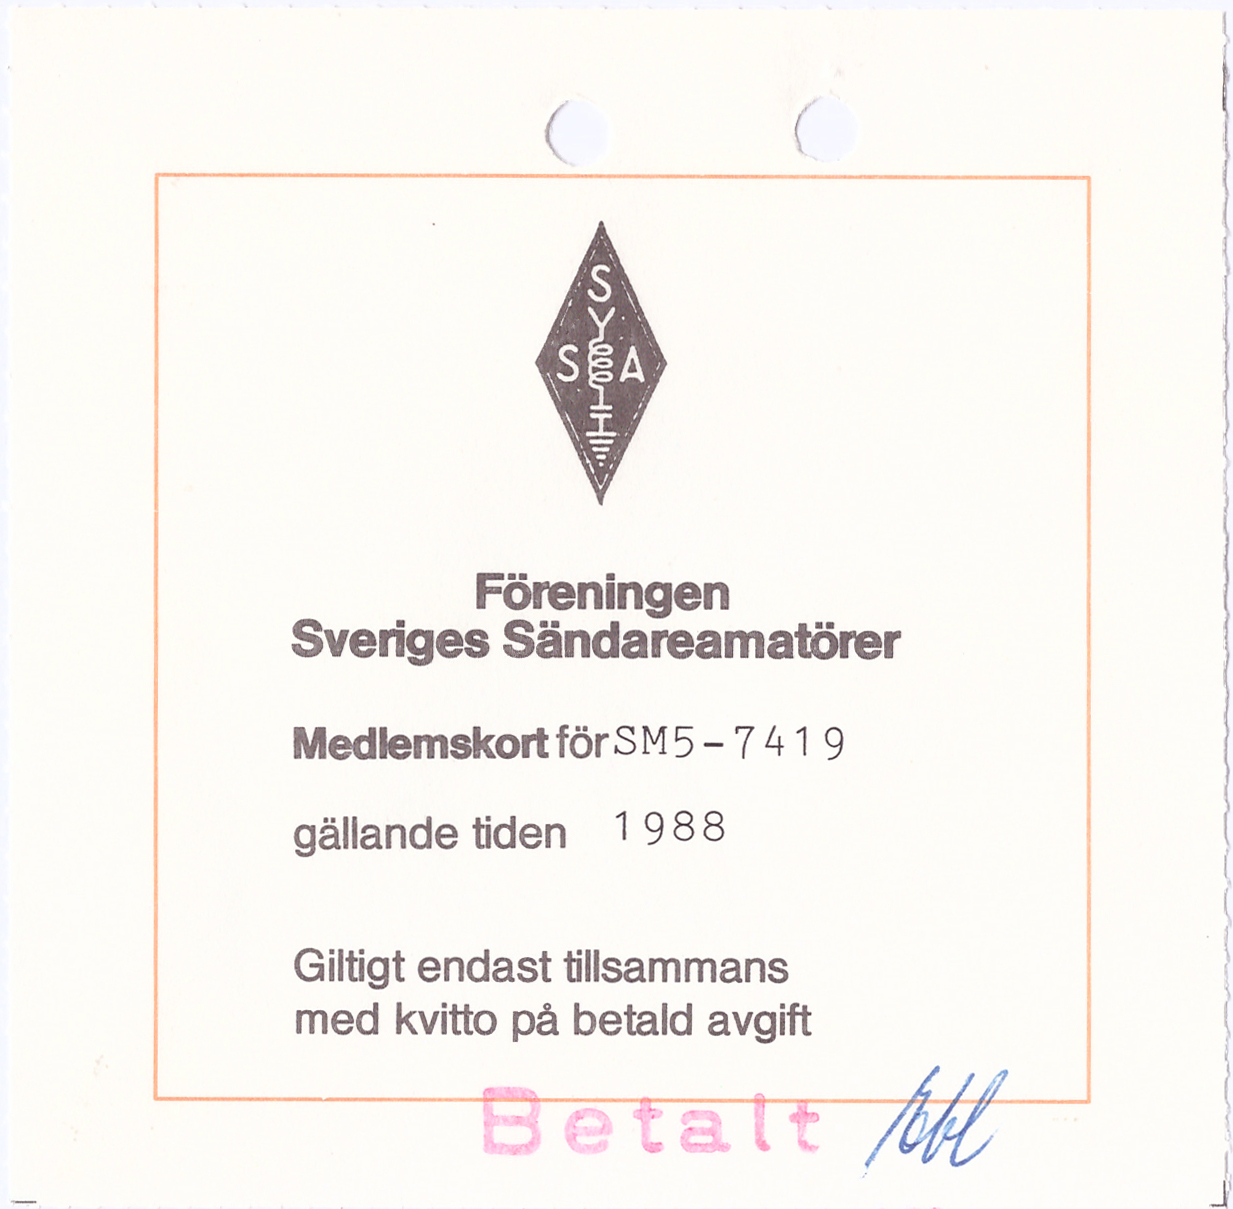 S
S A
Föreningen
Sveriges Sändareamatörer
Medlemskort för SM5-7419
gällande tiden 1988
Giltigt endast tillsammans
med kvitto på betald avgift
Betalt